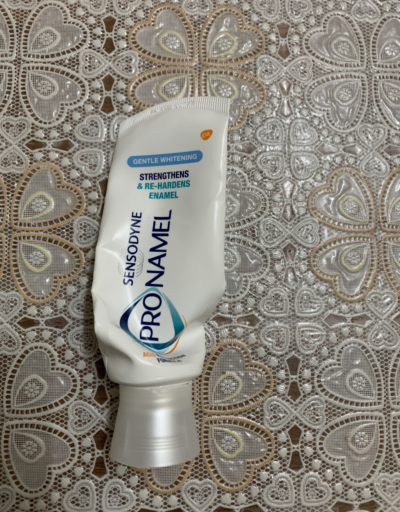 GENTLE WHITENING
STRENGTHENS
& RE-HARDENS
ENAMEL
SENSODYNE
PRONAMEL